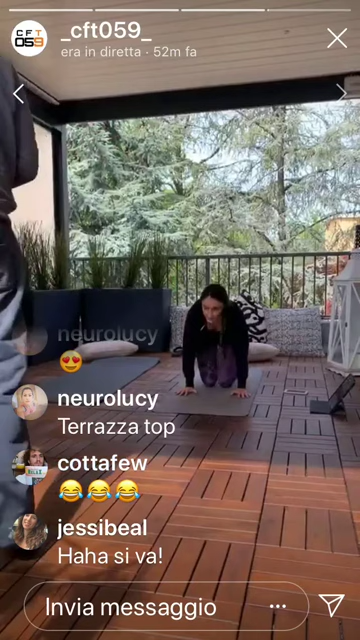 CFT
059
_cft059_
era in diretta · 52m fa
neurolucy
😍
neurolucy
Terrazza top
cottafew
😂😂😂
jessibeal
Haha si va!
Invia messaggio